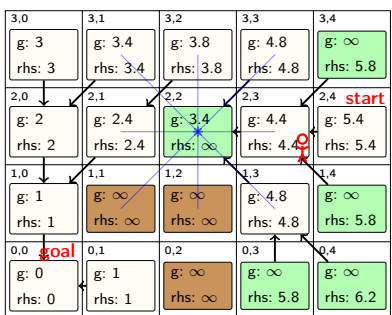 3,0 3,1 3,2 3,3 3,4
g: 3 g: 3.4 g: 3.8 g: 4.8 g: ∞
rhs: 3 rhs: 3.4 rhs: 3.8 rhs: 4.8 rhs: 5.8
2,0 2,1 2,2 2,3 2,4 start
g: 2 g: 2.4 g: 3.4 g: 4.4 g: 5.4
rhs: 2 rhs: 2.4 rhs: ∞ rhs: 4.4 rhs: 5.4
1,0 1,1 1,2 1,3 1,4
g: 1 g: ∞ g: ∞ g: 4.8 g: ∞
rhs: 1 rhs: ∞ rhs: ∞ rhs: 4.8 rhs: 5.8
0,0 goal 0,1 0,2 0,3 0,4
g: 0 g: 1 g: ∞ g: ∞ g: ∞
rhs: 0 rhs: 1 rhs: ∞ rhs: 5.8 rhs: 6.2